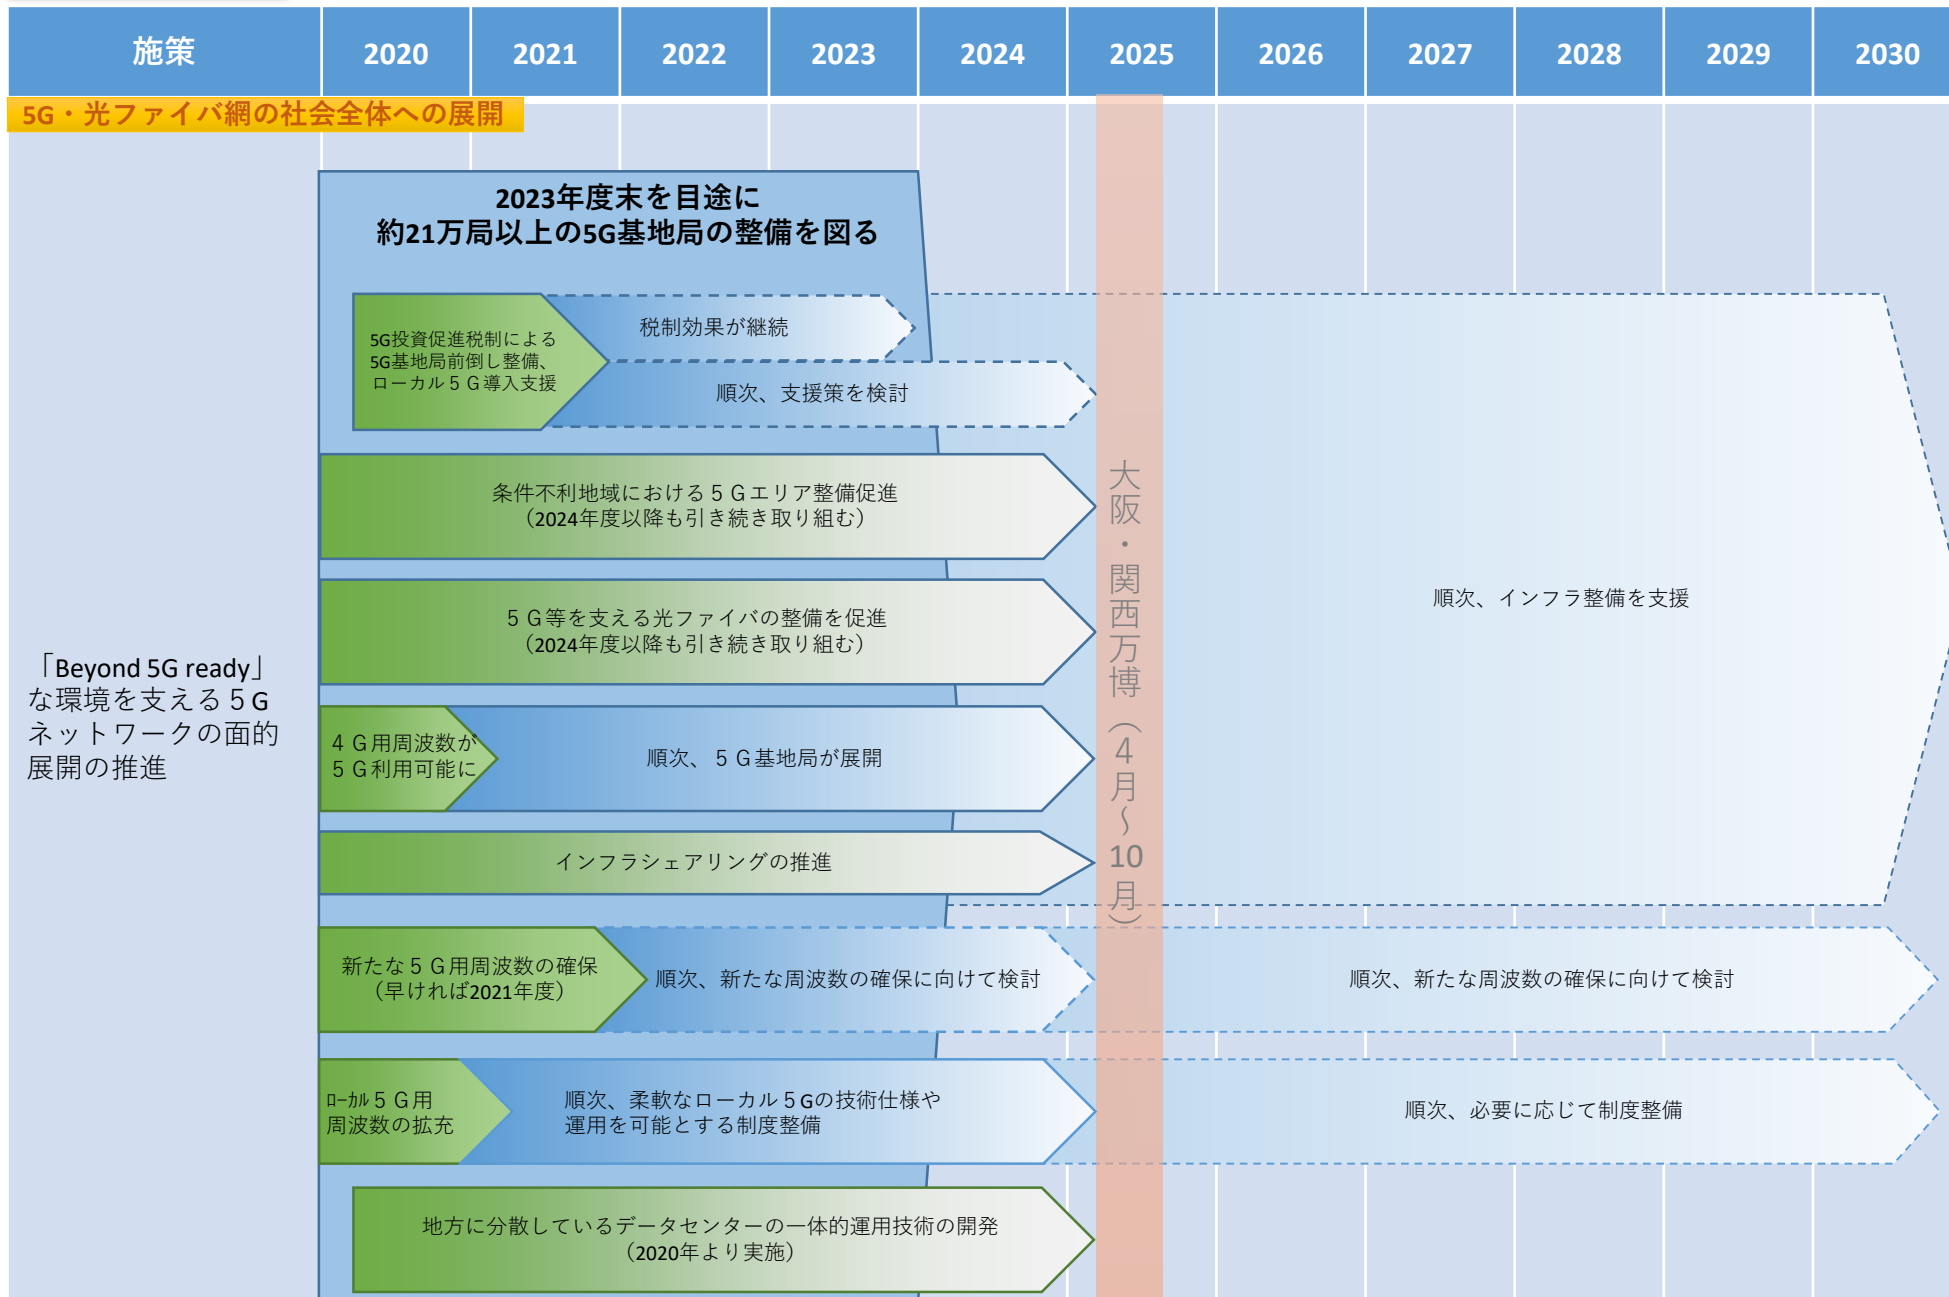 施策 2020 2021 2022 2023 2024 2025 2026 2027 2028 2029 2030
5G・光ファイバ網の社会全体への展開
2023年度末を目途に
約21万局以上の5G基地局の整備を図る
「Beyond 5G ready」
な環境を支える５G
ネットワークの面的
展開の推進
5G投資促進税制による
5G基地局前倒し整備、
ローカル５Ｇ導入支援
税制効果が継続
順次、支援策を検討
条件不利地域における５Ｇエリア整備促進
（2024年度以降も引き続き取り組む）
５Ｇ等を支える光ファイバの整備を促進
（2024年度以降も引き続き取り組む）
４Ｇ用周波数が
５Ｇ利用可能に
順次、５Ｇ基地局が展開
インフラシェアリングの推進
順次、インフラ整備を支援
大阪・関西万博（4月～10月）
新たな５Ｇ用周波数の確保
（早ければ2021年度）
順次、新たな周波数の確保に向けて検討
順次、新たな周波数の確保に向けて検討
ﾛｰｶﾙ５Ｇ用
周波数の拡充
順次、柔軟なローカル５Gの技術仕様や
運用を可能とする制度整備
順次、必要に応じて制度整備
地方に分散しているデータセンターの一体的運用技術の開発
（2020年より実施）